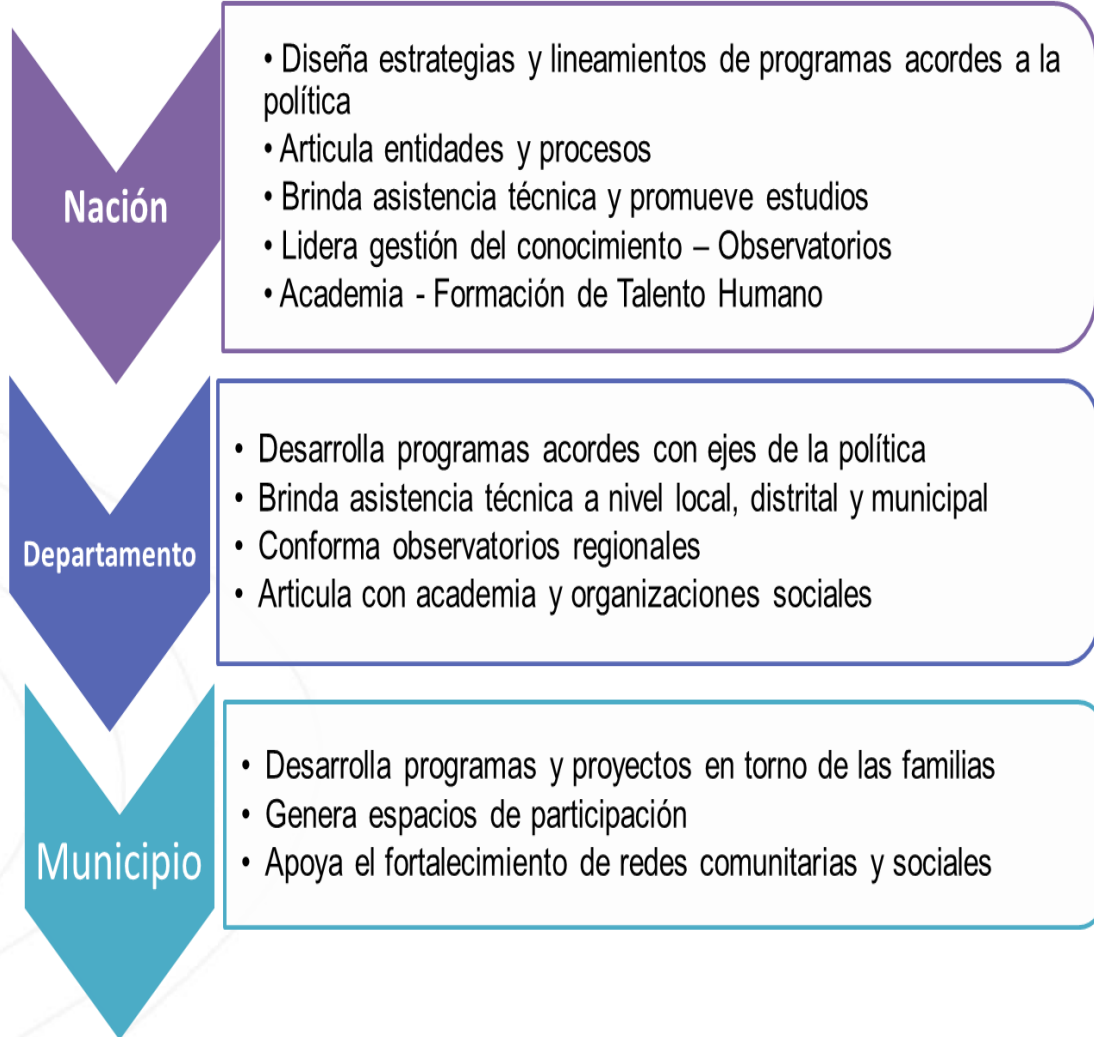 Nación
• Diseña estrategias y lineamientos de programas acordes a la
política
• Articula entidades y procesos
• Brinda asistencia técnica y promueve estudios
• Lidera gestión del conocimiento – Observatorios
• Academia - Formación de Talento Humano
Departamento
• Desarrolla programas acordes con ejes de la política
• Brinda asistencia técnica a nivel local, distrital y municipal
• Conforma observatorios regionales
• Articula con academia y organizaciones sociales
Municipio
• Desarrolla programas y proyectos en torno de las familias
• Genera espacios de participación
• Apoya el fortalecimiento de redes comunitarias y sociales